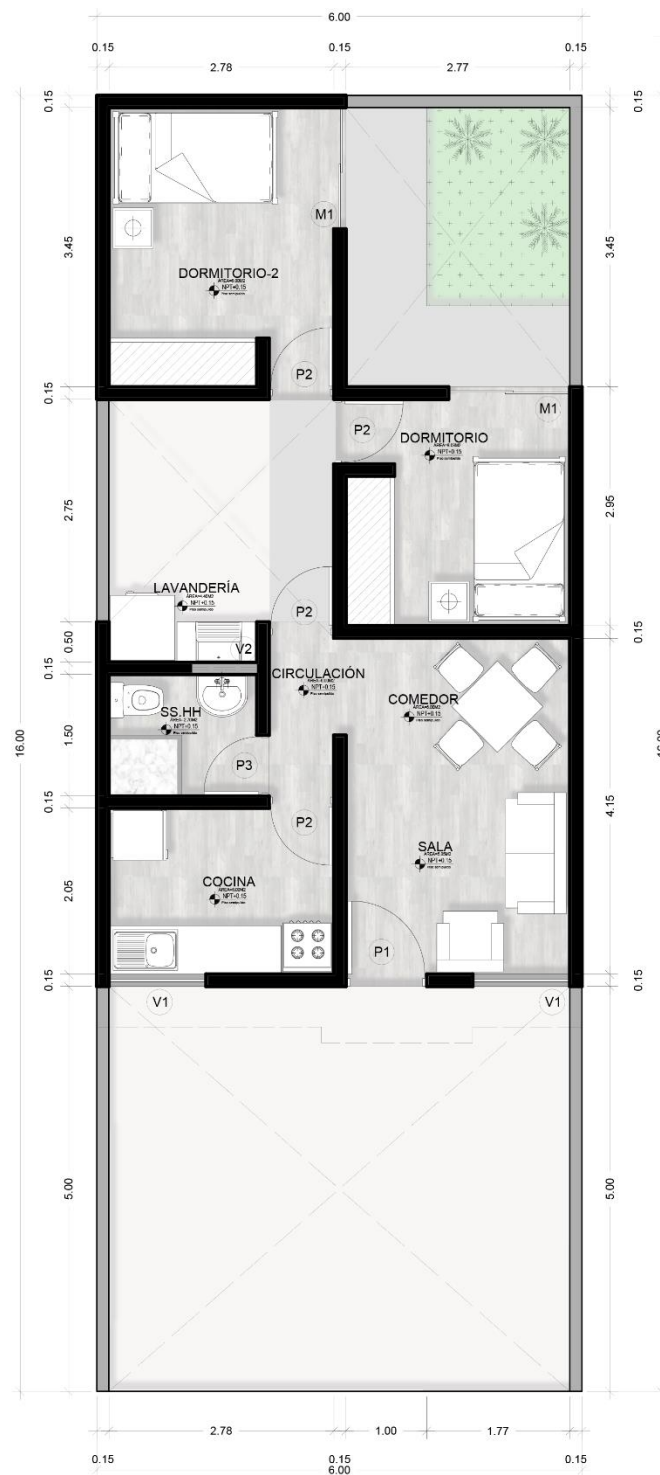 6.00
0.15 0.15 0.15
2.78 2.77
0.15 0.15
3.45 3.45
M1
DORMITORIO-2
NPT=0.15
P2
0.15 0.15
M1
P2
DORMITORIO
NPT=0.15
2.75 2.95
LAVANDERÍA
NPT=0.15
P2
0.50
V2
0.15 0.15
CIRCULACIÓN
NPT=0.15
COMEDOR
NPT=0.15
SS.HH
NPT=0.15
1.50
16.00
P3
0.15
P2
4.15
SALA
NPT=0.15
COCINA
NPT=0.15
2.05
P1
0.15 0.15
V1 V1
5.00 5.00
2.78 1.00 1.77
0.15 0.15 0.15
6.00